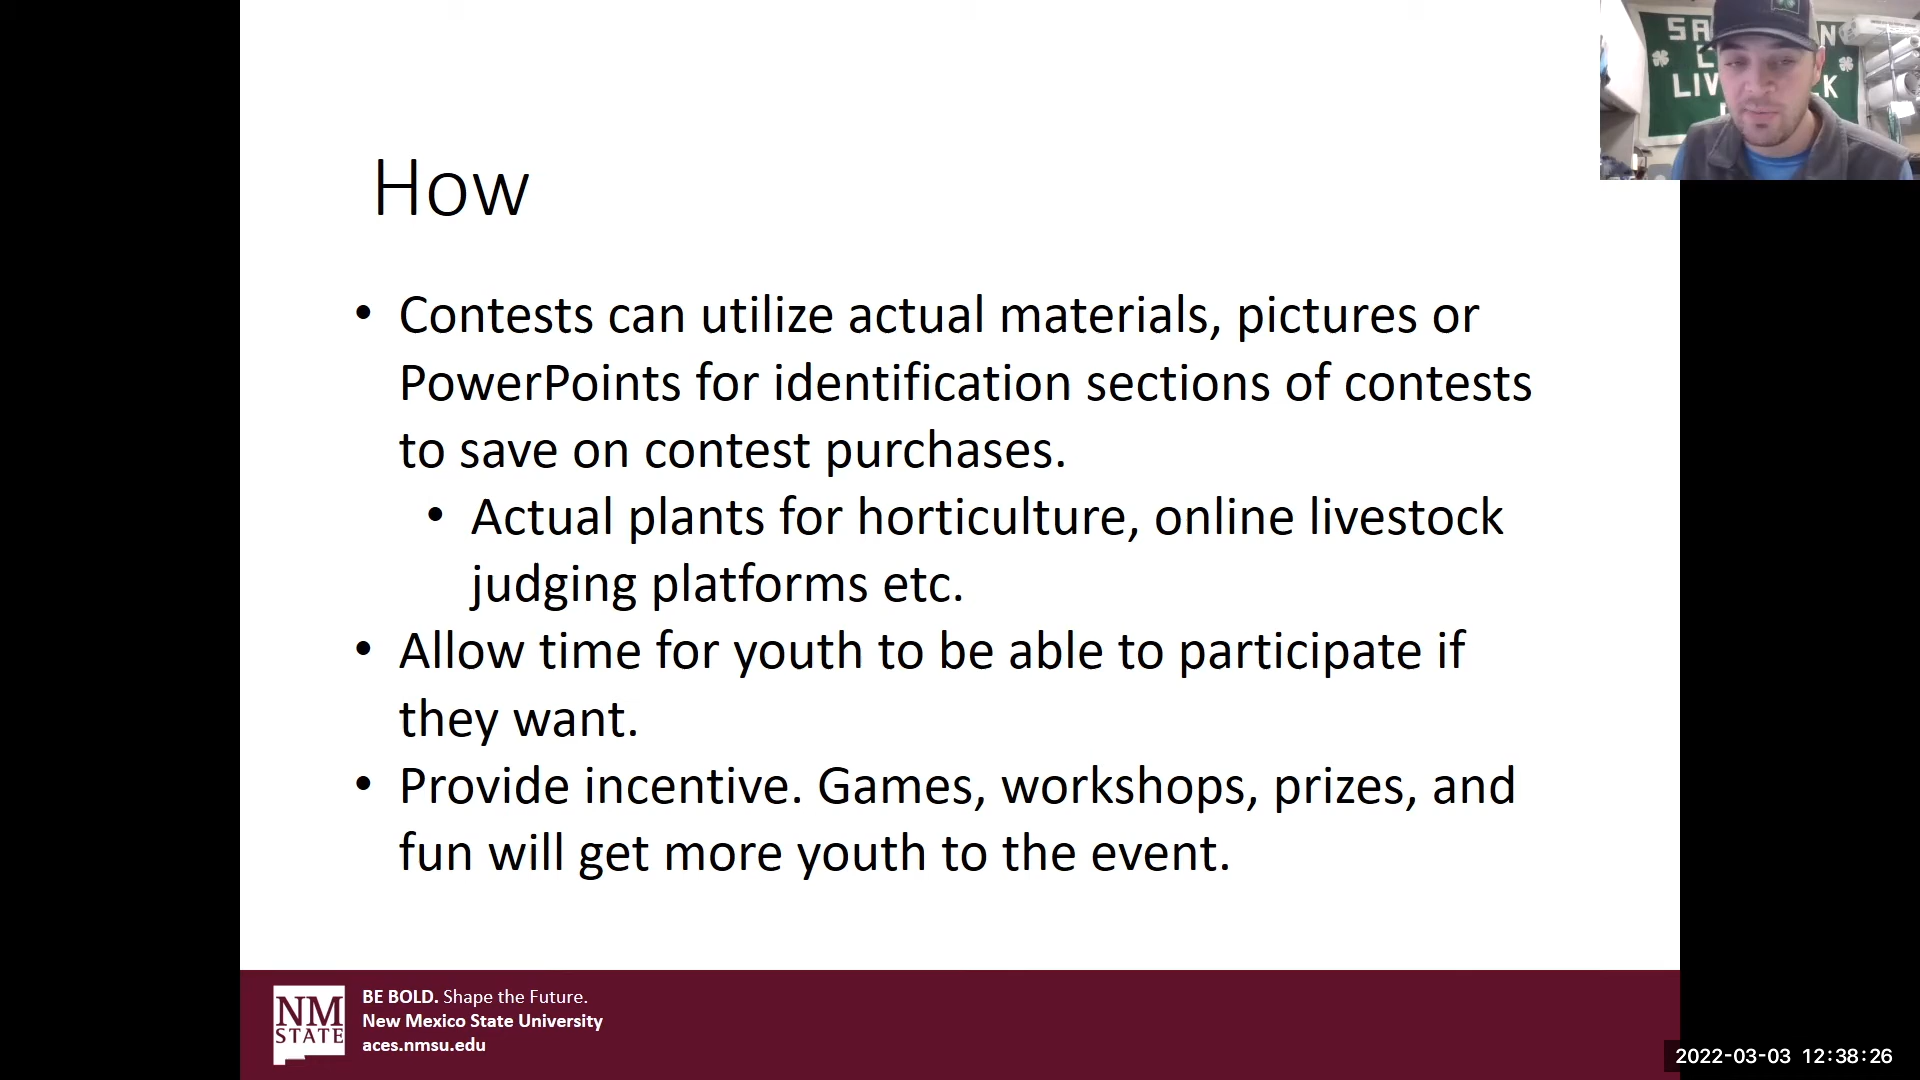 How
• Contests can utilize actual materials, pictures or
PowerPoints for identification sections of contests
to save on contest purchases.
• Actual plants for horticulture, online livestock
judging platforms etc.
• Allow time for youth to be able to participate if
they want.
• Provide incentive. Games, workshops, prizes, and
fun will get more youth to the event.
NM
STATE
BE BOLD. Shape the Future.
New Mexico State University
aces.nmsu.edu
2022-03-03 12:38:26